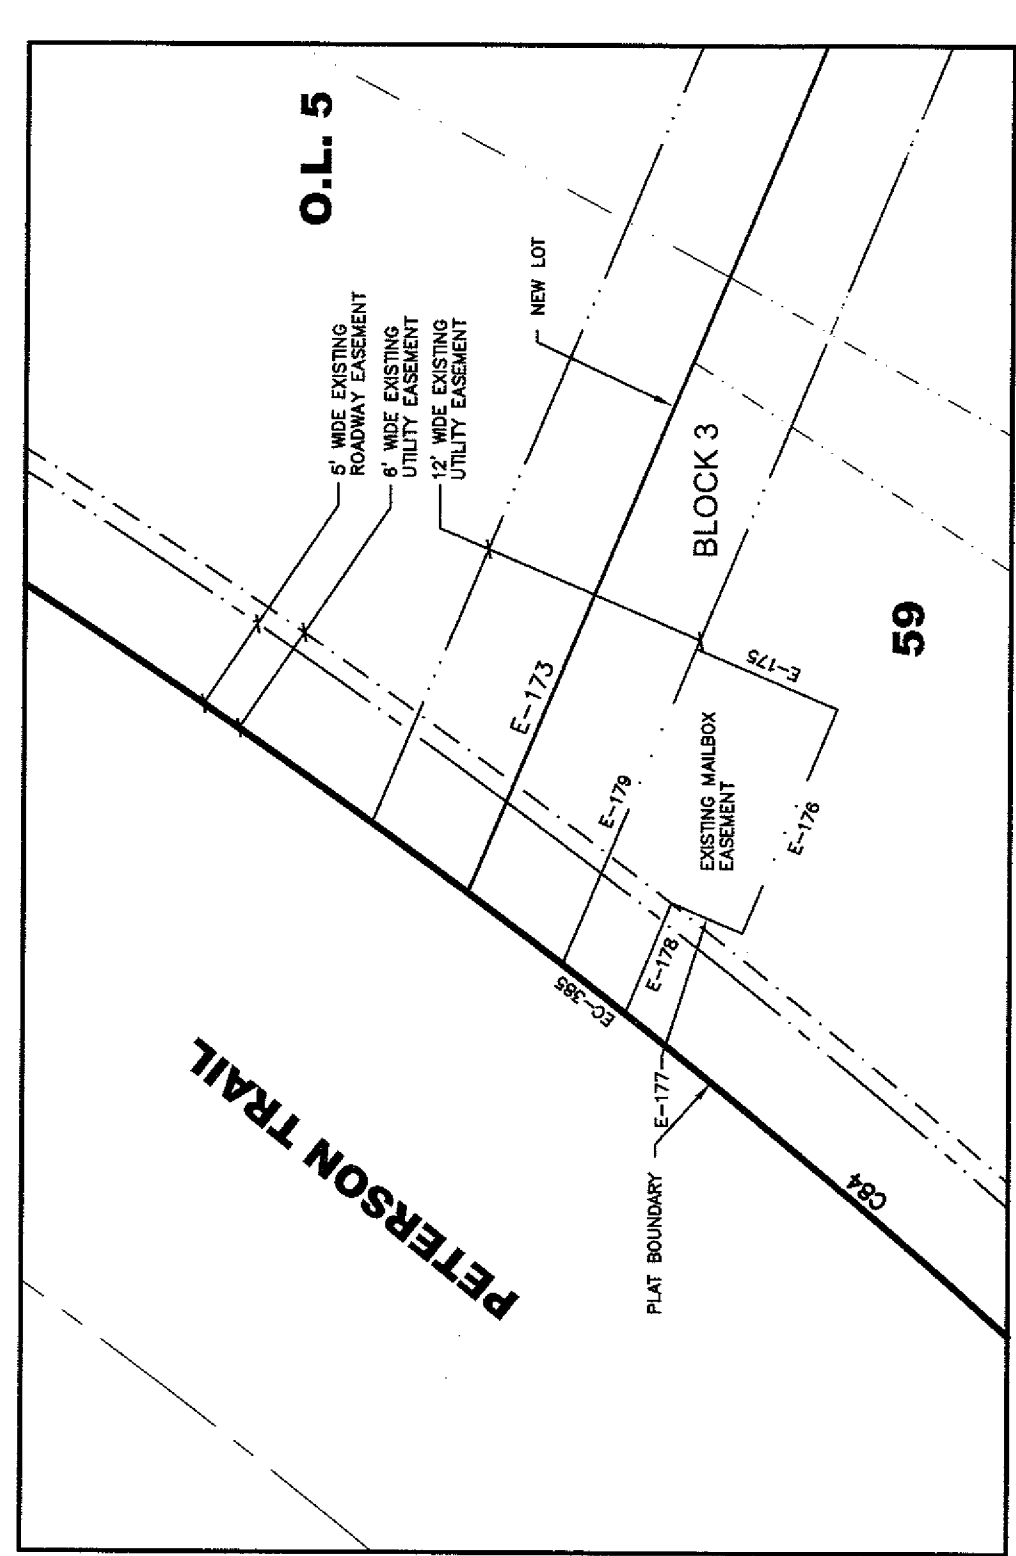 O.L. 5
5' WIDE EXISTING
ROADWAY EASEMENT
6' WIDE EXISTING
UTILITY EASEMENT
12' WIDE EXISTING
UTILITY EASEMENT
NEW LOT
BLOCK 3
59
E-173
E-175
E-179
EXISTING MAILBOX
EASEMENT
E-176
E-178
EC-385
E-177
PLAT BOUNDARY
C84
PETERSON TRAIL